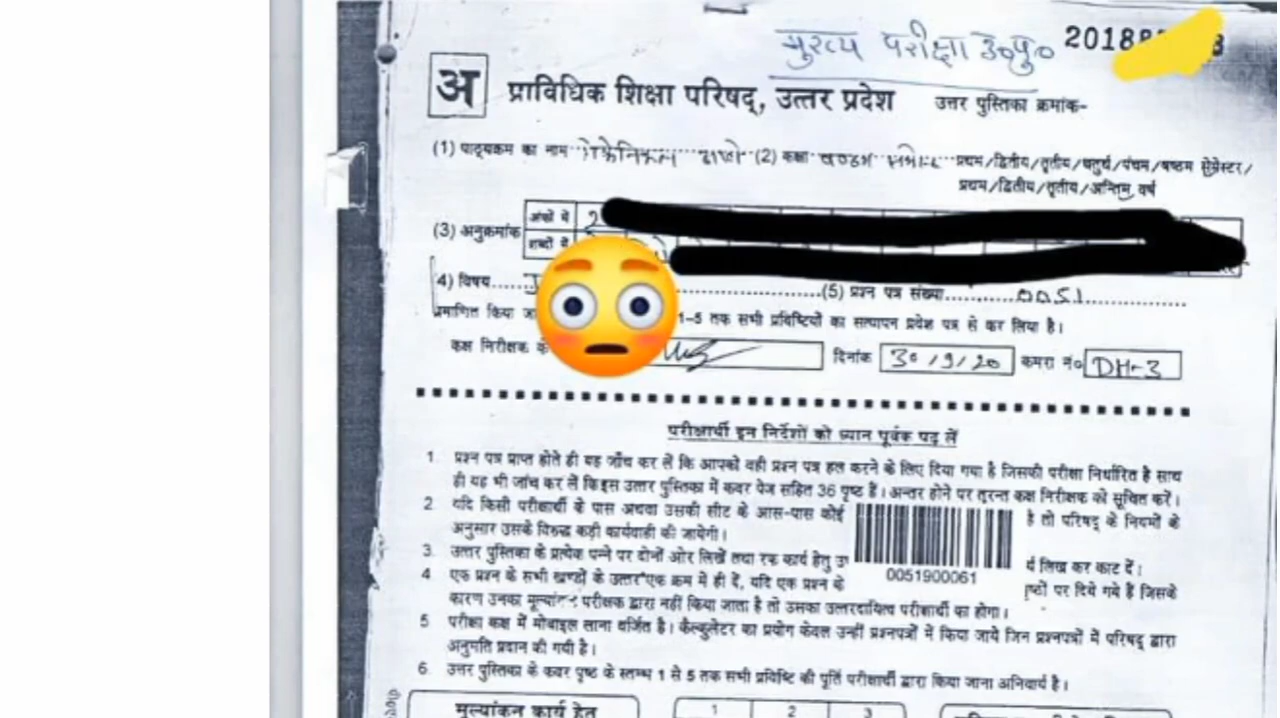 मुख्य परीक्षा उ०पु०
20188
अ
प्राविधिक शिक्षा परिषद्, उत्तर प्रदेश
उत्तर पुस्तिका क्रमांक-
(1) पाठ्यक्रम का नाम (2) कक्षा प्रथम/द्वितीय/तृतीय/चतुर्थ/पंचम/षष्ठम सेमेस्टर/
प्रथम/द्वितीय/तृतीय/अन्तिम वर्ष
(3) अनुक्रमांक
अंकों में 2
शब्दों में
4) विषय (5) प्रश्न पत्र संख्या 0051
प्रमाणित किया 1-5 तक सभी प्रविष्टियों का सत्यापन प्रवेश पत्र से कर लिया है।
कक्ष निरीक्षक के दिनांक 30/9/20 कमरा नं० DH-3
परीक्षार्थी इन निर्देशों को ध्यान पूर्वक पढ़ लें
1. प्रश्न पत्र प्राप्त होते ही यह जाँच कर लें कि आपको वही प्रश्न पत्र हल करने के लिए दिया गया है जिसकी परीक्षा निर्धारित है साथ
ही यह भी जांच कर लें कि इस उत्तर पुस्तिका में कवर पेज सहित 36 पृष्ठ हैं। अन्तर होने पर तुरन्त कक्ष निरीक्षक को सूचित करें।
2. यदि किसी परीक्षार्थी के पास अथवा उसकी सीट के आस-पास कोई है तो परिषद् के नियमों के
अनुसार उसके विरुद्ध कड़ी कार्यवाही की जायेगी।
3. उत्तर पुस्तिका के प्रत्येक पन्ने पर दोनों ओर लिखें तथा रफ कार्य हेतु लिख कर काट दें।
4. एक प्रश्न के सभी खण्डों के उत्तर एक क्रम में ही दें, यदि एक प्रश्न के पर दिये गये हैं जिसके
0051900061
कारण उनका मूल्यांकन परीक्षक द्वारा नहीं किया जाता है तो उसका उत्तरदायित्व परीक्षार्थी का होगा।
5. परीक्षा कक्ष में मोबाइल लाना वर्जित है। कैल्कुलेटर का प्रयोग केवल उन्हीं प्रश्नपत्रों में किया जाये जिन प्रश्नपत्रों में परिषद् द्वारा
अनुमति प्रदान की गयी है।
6. उत्तर पुस्तिका के कवर पृष्ठ के स्तम्भ 1 से 5 तक सभी प्रविष्टि की पूर्ति परीक्षार्थी द्वारा किया जाना अनिवार्य है।
मूल्यांकन कार्य हेतु
1 2 3